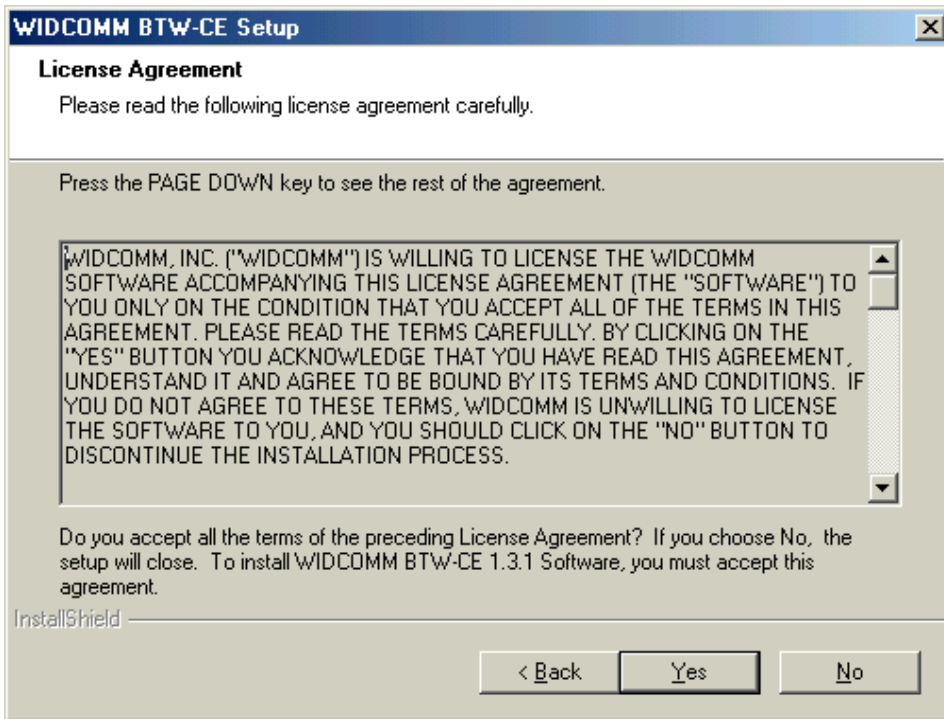 WIDCOMM BTW-CE Setup
License Agreement
Please read the following license agreement carefully.
Press the PAGE DOWN key to see the rest of the agreement.
WIDCOMM, INC. ("WIDCOMM") IS WILLING TO LICENSE THE WIDCOMM
SOFTWARE ACCOMPANYING THIS LICENSE AGREEMENT (THE "SOFTWARE") TO
YOU ONLY ON THE CONDITION THAT YOU ACCEPT ALL OF THE TERMS IN THIS
AGREEMENT. PLEASE READ THE TERMS CAREFULLY. BY CLICKING ON THE
"YES" BUTTON YOU ACKNOWLEDGE THAT YOU HAVE READ THIS AGREEMENT,
UNDERSTAND IT AND AGREE TO BE BOUND BY ITS TERMS AND CONDITIONS.  IF
YOU DO NOT AGREE TO THESE TERMS, WIDCOMM IS UNWILLING TO LICENSE
THE SOFTWARE TO YOU, AND YOU SHOULD CLICK ON THE "NO" BUTTON TO
DISCONTINUE THE INSTALLATION PROCESS.
Do you accept all the terms of the preceding License Agreement?  If you choose No,  the
setup will close.  To install WIDCOMM BTW-CE 1.3.1 Software, you must accept this
agreement.
InstallShield
< Back
Yes
No